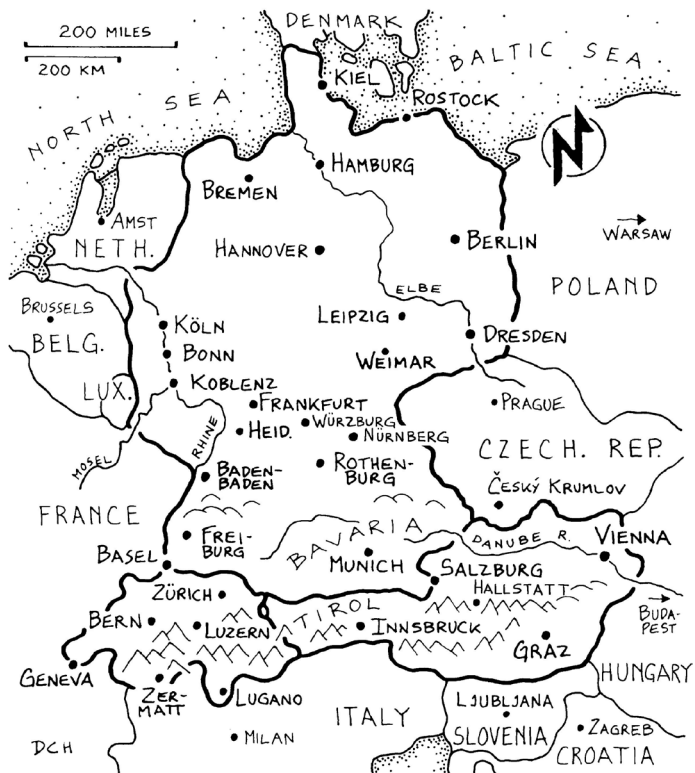 200 MILES
200 KM
DENMARK
BALTIC SEA
NORTH SEA
KIEL
ROSTOCK
N
HAMBURG
BREMEN
AMST
NETH.
HANNOVER
BERLIN
WARSAW
POLAND
ELBE
BRUSSELS
BELG.
KÖLN
LEIPZIG
DRESDEN
BONN
WEIMAR
LUX.
KOBLENZ
FRANKFURT
WÜRZBURG
PRAGUE
HEID.
NÜRNBERG
RHINE
MOSEL
CZECH. REP.
BADEN-
BADEN
ROTHEN-
BURG
ČESKÝ KRUMLOV
FRANCE
FREI-
BURG
BAVARIA
DANUBE R.
VIENNA
BASEL
MUNICH
SALZBURG
ZÜRICH
HALLSTATT
BERN
LUZERN
TIROL
INNSBRUCK
BUDA-
PEST
GRAZ
GENEVA
ZER-
MATT
LUGANO
HUNGARY
ITALY
LJUBLJANA
SLOVENIA
ZAGREB
CROATIA
DCH
MILAN